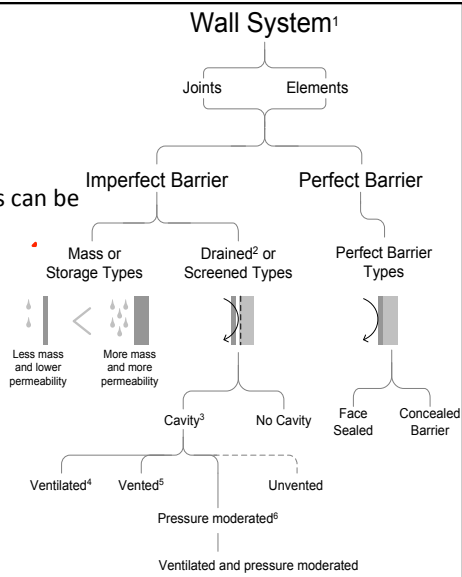 Wall System¹
Joints
Elements
Imperfect Barrier
Perfect Barrier
s can be
Mass or
Storage Types
Drained² or
Screened Types
Perfect Barrier
Types
Less mass
and lower
permeability
More mass
and more
permeability
Cavity³
No Cavity
Face
Sealed
Concealed
Barrier
Ventilated⁴
Vented⁵
Unvented
Pressure moderated⁶
Ventilated and pressure moderated